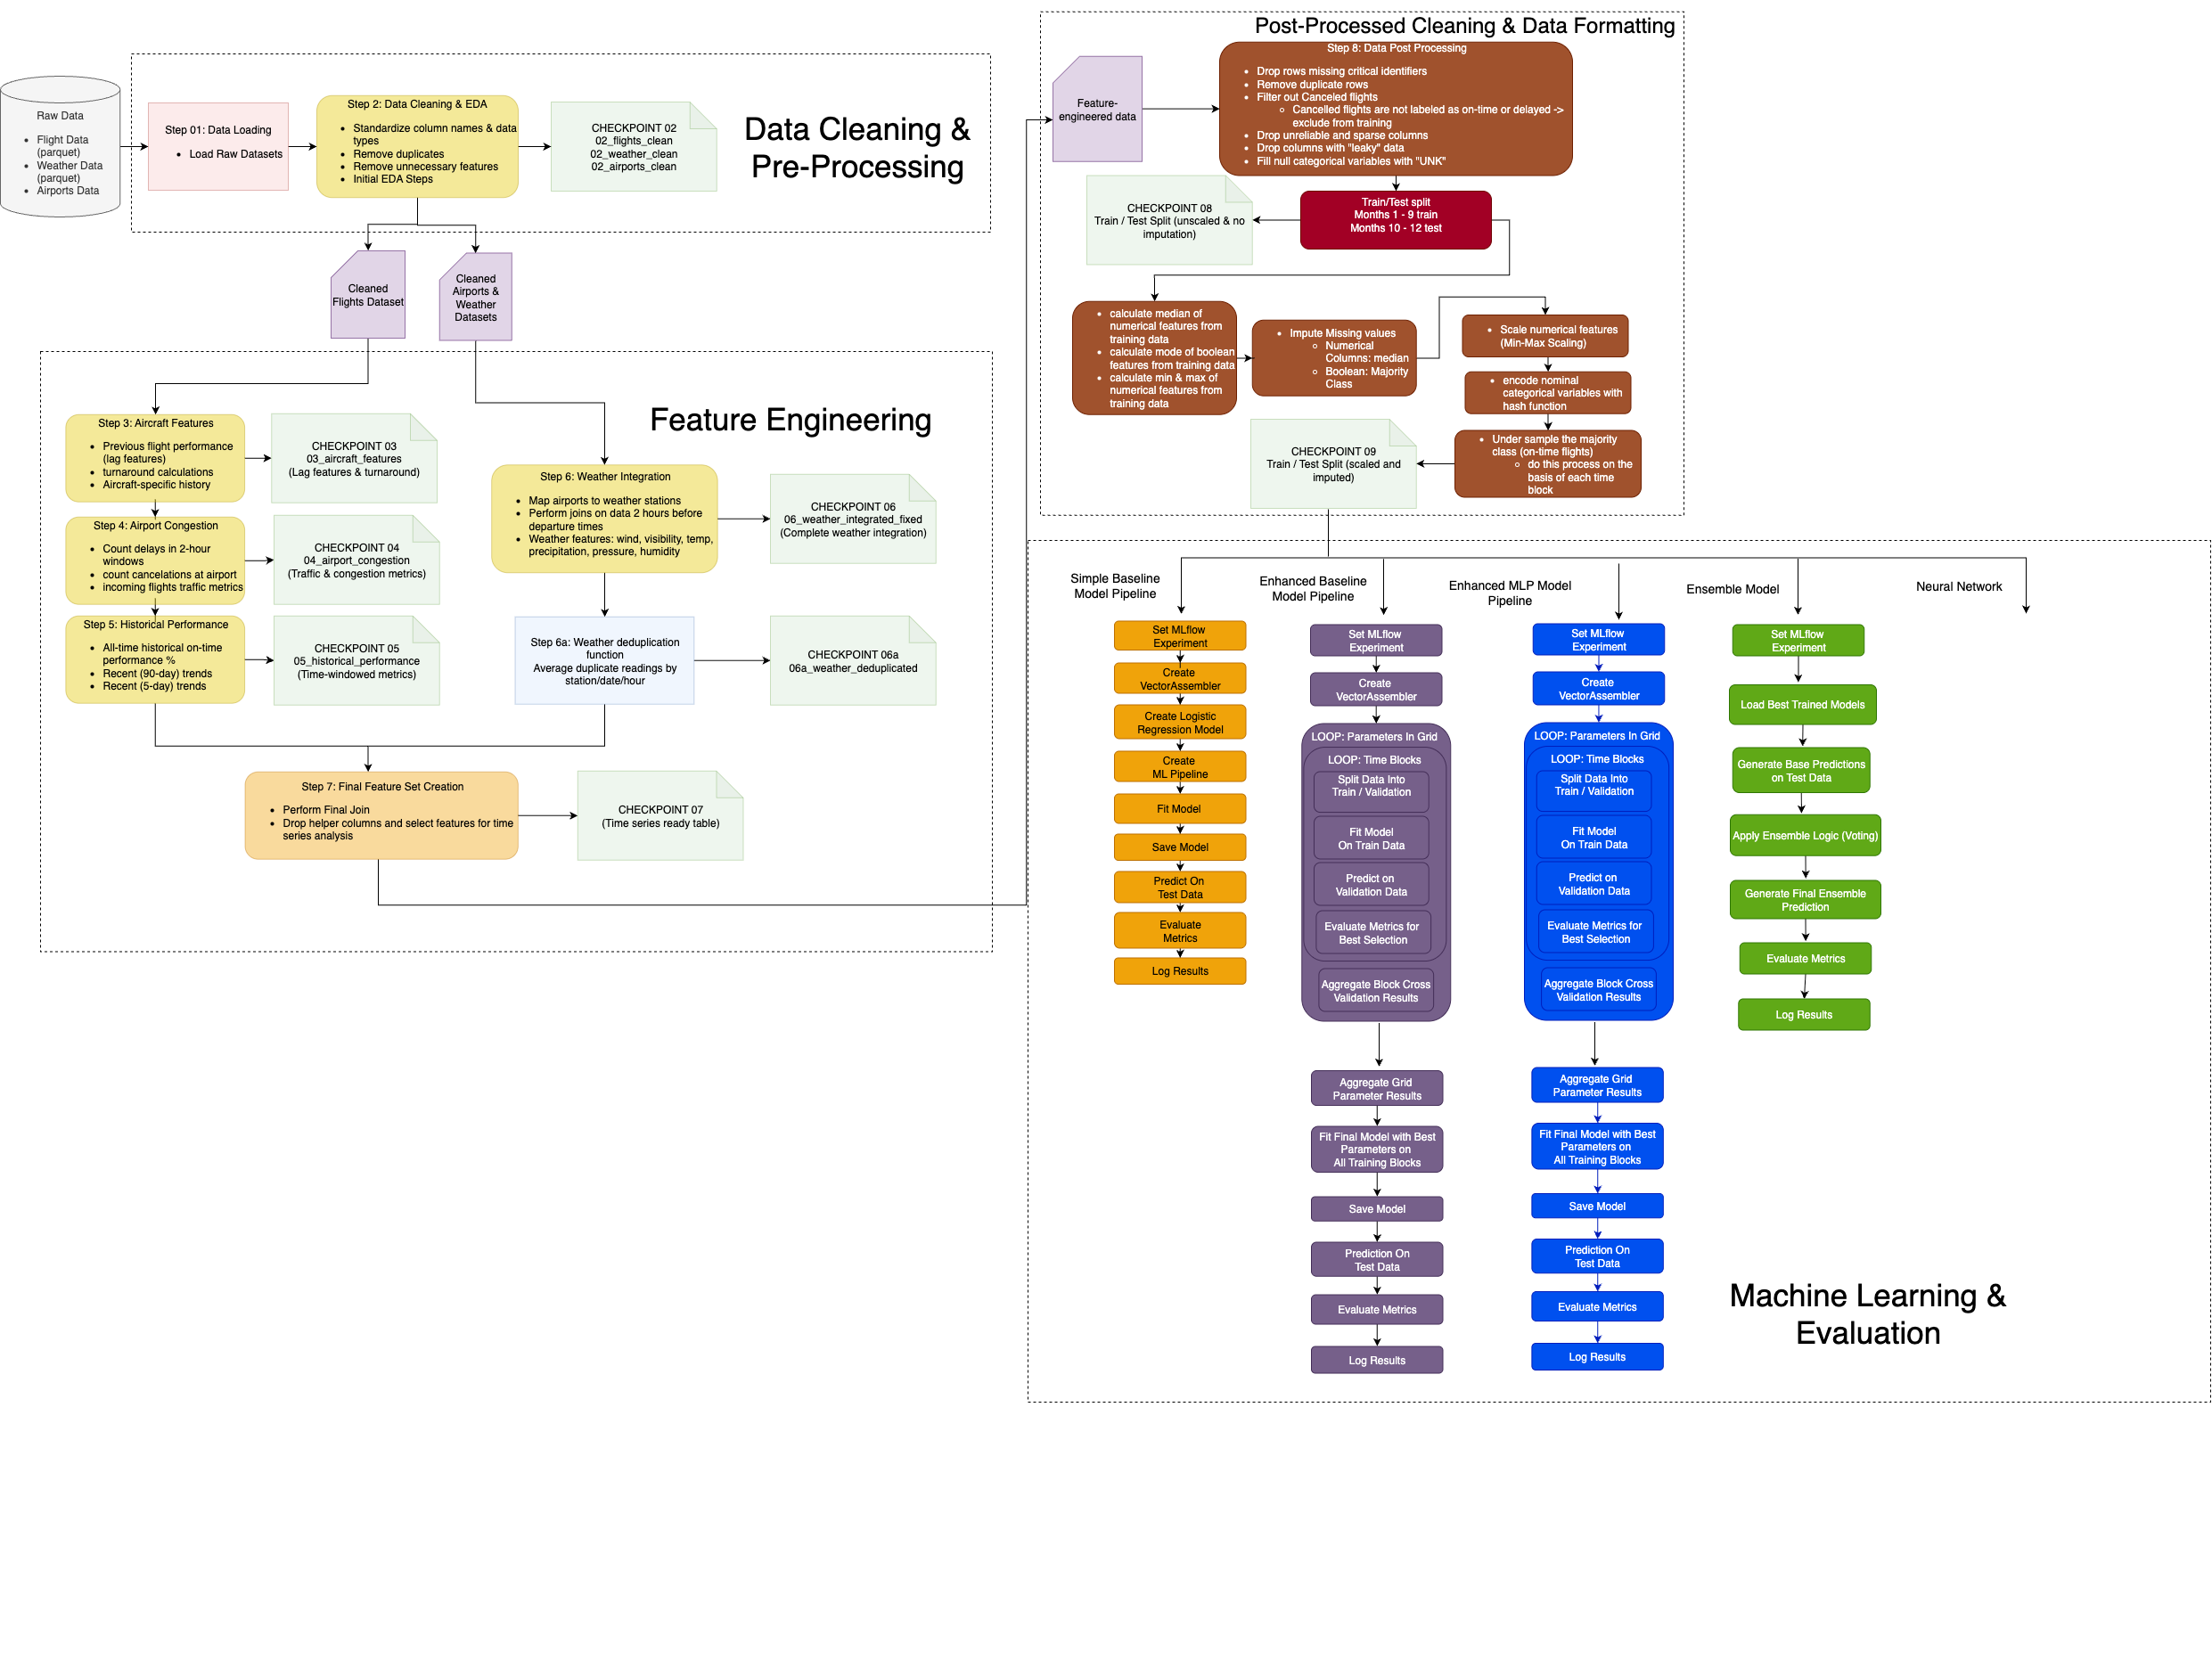 Raw Data
Flight Data
(parquet)
Weather Data
(parquet)
Airports Data
Step 01: Data Loading
Load Raw Datasets
Step 2: Data Cleaning & EDA
Standardize column names & data
types
Remove duplicates
Remove unnecessary features
Initial EDA Steps
CHECKPOINT 02
02_flights_clean
02_weather_clean
02_airports_clean
Data Cleaning &
Pre-Processing
Cleaned
Flights Dataset
Cleaned
Airports &
Weather
Datasets
Feature Engineering
Step 3: Aircraft Features
Previous flight performance
(lag features)
turnaround calculations
Aircraft-specific history
CHECKPOINT 03
03_aircraft_features
(Lag features & turnaround)
Step 4: Airport Congestion
Count delays in 2-hour
windows
count cancelations at airport
incoming flights traffic metrics
CHECKPOINT 04
04_airport_congestion
(Traffic & congestion metrics)
Step 5: Historical Performance
All-time historical on-time
performance %
Recent (90-day) trends
Recent (5-day) trends
CHECKPOINT 05
05_historical_performance
(Time-windowed metrics)
Step 6: Weather Integration
Map airports to weather stations
Perform joins on data 2 hours before
departure times
Weather features: wind, visibility, temp,
precipitation, pressure, humidity
CHECKPOINT 06
06_weather_integrated_fixed
(Complete weather integration)
Step 6a: Weather deduplication
function
Average duplicate readings by
station/date/hour
CHECKPOINT 06a
06a_weather_deduplicated
Step 7: Final Feature Set Creation
Perform Final Join
Drop helper columns and select features for time
series analysis
CHECKPOINT 07
(Time series ready table)
Post-Processed Cleaning & Data Formatting
Feature-
engineered data
Step 8: Data Post Processing
Drop rows missing critical identifiers
Remove duplicate rows
Filter out Canceled flights
Cancelled flights are not labeled as on-time or delayed ->
exclude from training
Drop unreliable and sparse columns
Drop columns with "leaky" data
Fill null categorical variables with "UNK"
Train/Test split
Months 1 - 9 train
Months 10 - 12 test
CHECKPOINT 08
Train / Test Split (unscaled & no
imputation)
calculate median of
numerical features from
training data
calculate mode of boolean
features from training data
calculate min & max of
numerical features from
training data
Impute Missing values
Numerical
Columns: median
Boolean: Majority
Class
Scale numerical features
(Min-Max Scaling)
encode nominal
categorical variables with
hash function
Under sample the majority
class (on-time flights)
do this process on the
basis of each time
block
CHECKPOINT 09
Train / Test Split (scaled and
imputed)
Simple Baseline
Model Pipeline
Set MLflow
Experiment
Create
VectorAssembler
Create Logistic
Regression Model
Create
ML Pipeline
Fit Model
Save Model
Predict On
Test Data
Evaluate
Metrics
Log Results
Enhanced Baseline
Model Pipeline
Set MLflow
Experiment
Create
VectorAssembler
LOOP: Parameters In Grid
LOOP: Time Blocks
Split Data Into
Train / Validation
Fit Model
On Train Data
Predict on
Validation Data
Evaluate Metrics for
Best Selection
Aggregate Block Cross
Validation Results
Aggregate Grid
Parameter Results
Fit Final Model with Best
Parameters on
All Training Blocks
Save Model
Prediction On
Test Data
Evaluate Metrics
Log Results
Enhanced MLP Model
Pipeline
Set MLflow
Experiment
Create
VectorAssembler
LOOP: Parameters In Grid
LOOP: Time Blocks
Split Data Into
Train / Validation
Fit Model
On Train Data
Predict on
Validation Data
Evaluate Metrics for
Best Selection
Aggregate Block Cross
Validation Results
Aggregate Grid
Parameter Results
Fit Final Model with Best
Parameters on
All Training Blocks
Save Model
Prediction On
Test Data
Evaluate Metrics
Log Results
Ensemble Model
Set MLflow
Experiment
Load Best Trained Models
Generate Base Predictions
on Test Data
Apply Ensemble Logic (Voting)
Generate Final Ensemble
Prediction
Evaluate Metrics
Log Results
Neural Network
Machine Learning &
Evaluation